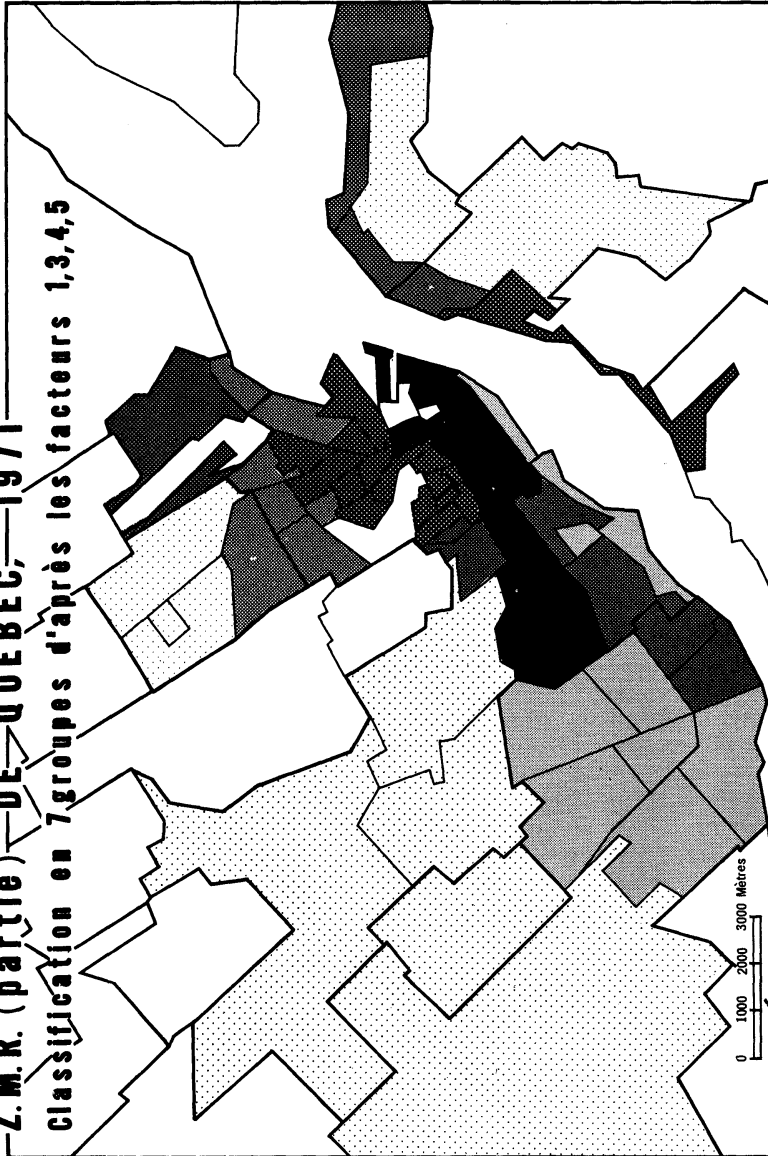 Z.M.R. (partie) DE QUÉBEC, 1971
Classification en 7 groupes d'après les facteurs 1,3,4,5
0 1000 2000 3000 Mètres